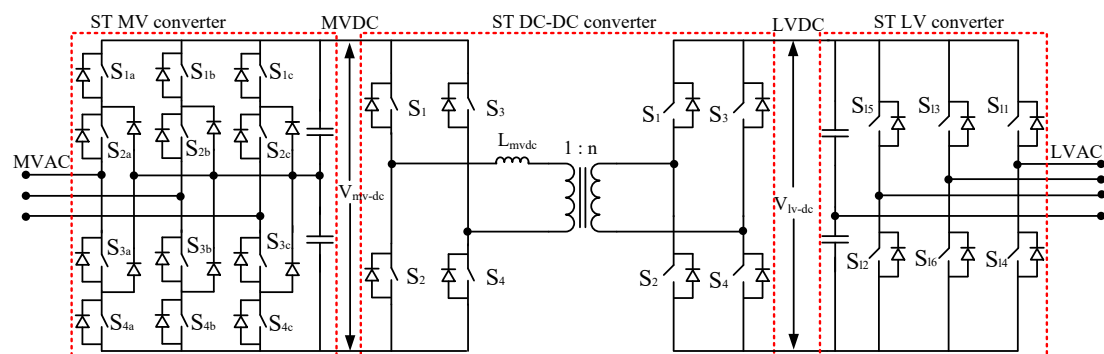 ST MV converter
MVDC
ST DC-DC converter
LVDC
ST LV converter
S1a
S1b
S1c
S2a
S2b
S2c
S3a
S3b
S3c
S4a
S4b
S4c
MVAC
Vmv-dc
S1
S3
S2
S4
Lmvdc
1 : n
S1
S3
S2
S4
Vlv-dc
Sl5
Sl3
Sl1
Sl2
Sl6
Sl4
LVAC